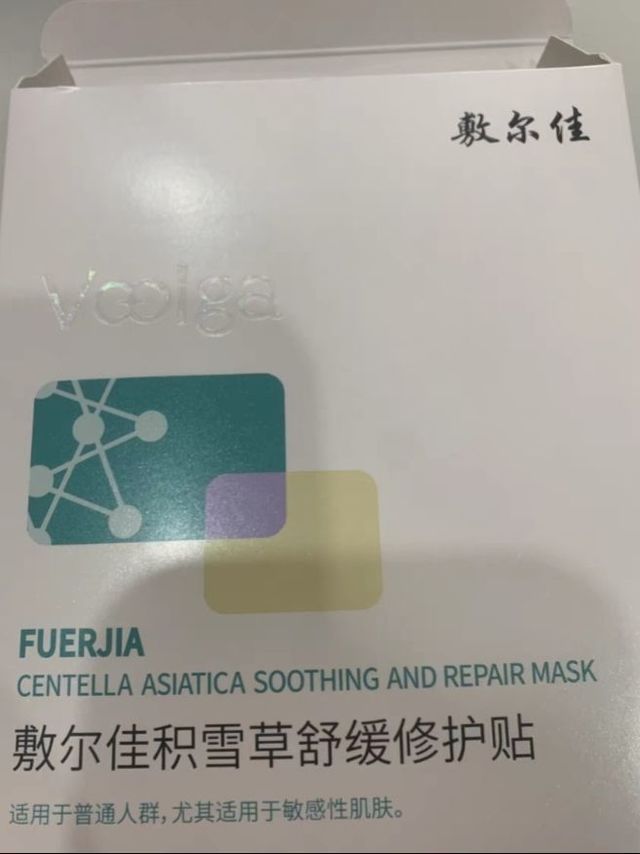 敷尔佳
Voolga
FUERJIA
CENTELLA ASIATICA SOOTHING AND REPAIR MASK
敷尔佳积雪草舒缓修护贴
适用于普通人群，尤其适用于敏感性肌肤。